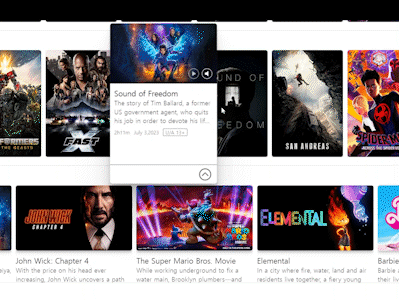 Sound of Freedom
The story of Tim Ballard, a former
US government agent, who quits
his job in order to devote his lif...
2h11m July 3,2023 U/A 13+
FORMERS
THE BEASTS
FAST X
SOUND OF
FREEDOM
SAN ANDREAS
SPIDER-MAN
JOHN WICK
CHAPTER 4
ELEMENTAL
John Wick: Chapter 4
With the price on his head ever
increasing, John Wick uncovers a path
The Super Mario Bros. Movie
While working underground to fix a
water main, Brooklyn plumbers—and
Elemental
In a city where fire, water, land and air
residents live together, a fiery young
Barbie
Barbie a